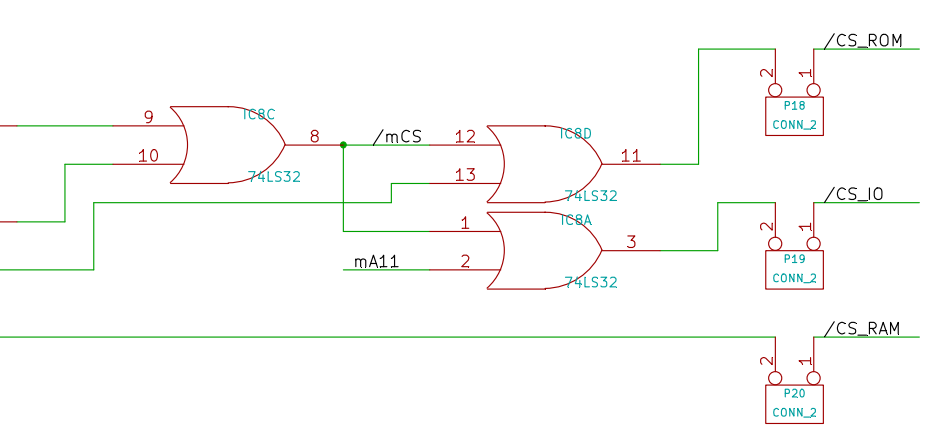 /CS_ROM
2
1
P18
CONN_2
9
IC8C
10
8
74LS32
/mCS
12
IC8D
13
11
74LS32
/CS_IO
2
1
P19
CONN_2
1
IC8A
mA11
2
3
74LS32
/CS_RAM
2
1
P20
CONN_2